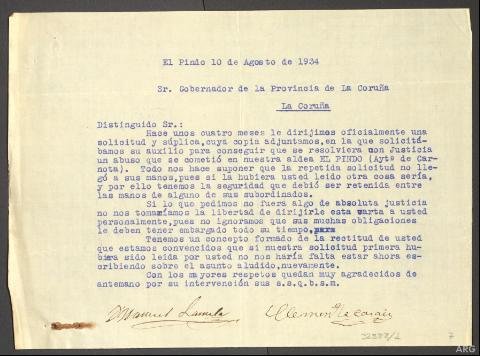 El Pindo 10 de Agosto de 1934
Sr. Gobernador de la Provincia de La Coruña
La Coruña
Distinguido Sr.:
Hace unos cuatro meses le dirijimos oficialmente una
solicitud y súplica, cuya copia adjuntamos, en la que solicitá-
bamos su auxilio para conseguir que se resolviera con Justicia
un abuso que se cometió en nuestra aldea EL PINDO (Aytº de Car-
nota). Todo nos hace suponer que la repetida solicitud no lle-
gó a sus manos, pues si la hubiera usted leido otra cosa sería,
y por ello tenemos la seguridad que debió ser retenida entre
las manos de alguno de sus subordinados.
Si lo que pedimos no fuera algo de absoluta justicia
no nos tomaríamos la libertad de dirigirle esta carta a usted
personalmente, pues no ignoramos que sus muchas obligaciones
le deben tener embargado todo su tiempo,
Tenemos un concepto formado de la rectitud de usted
que estamos convencidos que si nuestra solicitud primera hu-
biera sido leida por usted no nos haría falta estar ahora es-
cribiendo sobre el asunto aludido, nuevamente.
Con los mayores respetos quedan muy agradecidos de
antemano por su intervención sus s.s.q.b.s.m.
Manuel Lamela
7
ARG